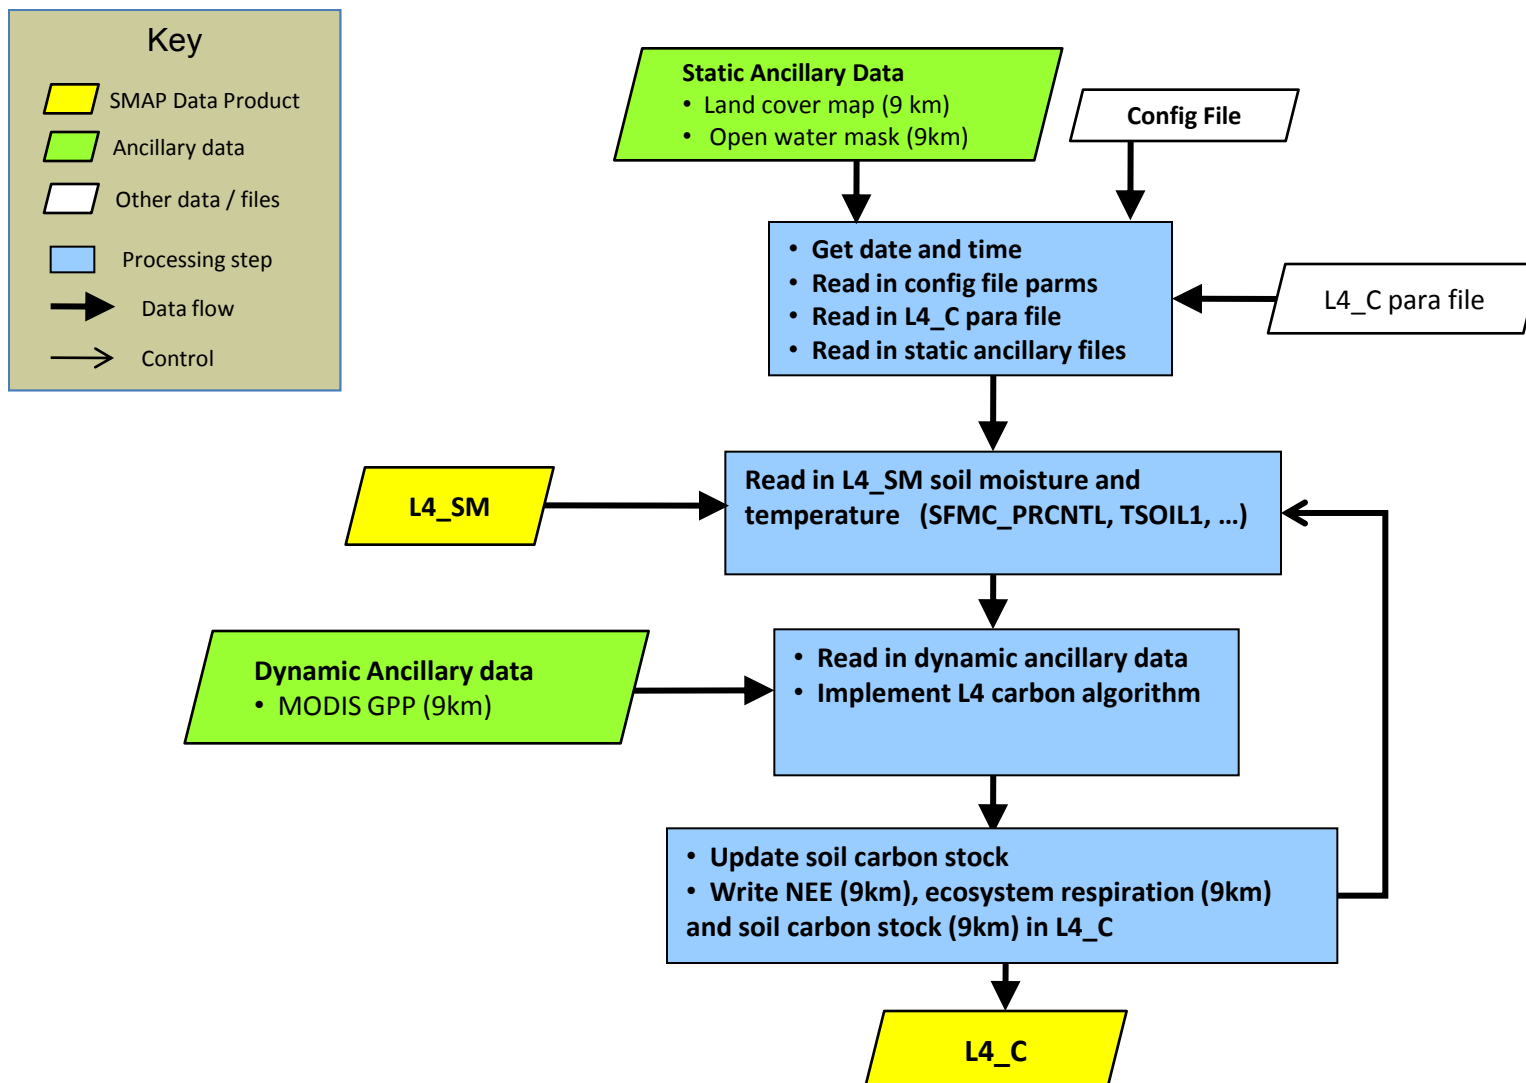 Key
SMAP Data Product
Ancillary data
Other data / files
Processing step
Data flow
Control
Static Ancillary Data
• Land cover map (9 km)
• Open water mask (9km)
Config File
• Get date and time
• Read in config file parms
• Read in L4_C para file
• Read in static ancillary files
L4_C para file
L4_SM
Read in L4_SM soil moisture and
temperature (SFMC_PRCNTL, TSOIL1, ...)
Dynamic Ancillary data
• MODIS GPP (9km)
• Read in dynamic ancillary data
• Implement L4 carbon algorithm
• Update soil carbon stock
• Write NEE (9km), ecosystem respiration (9km)
and soil carbon stock (9km) in L4_C
L4_C